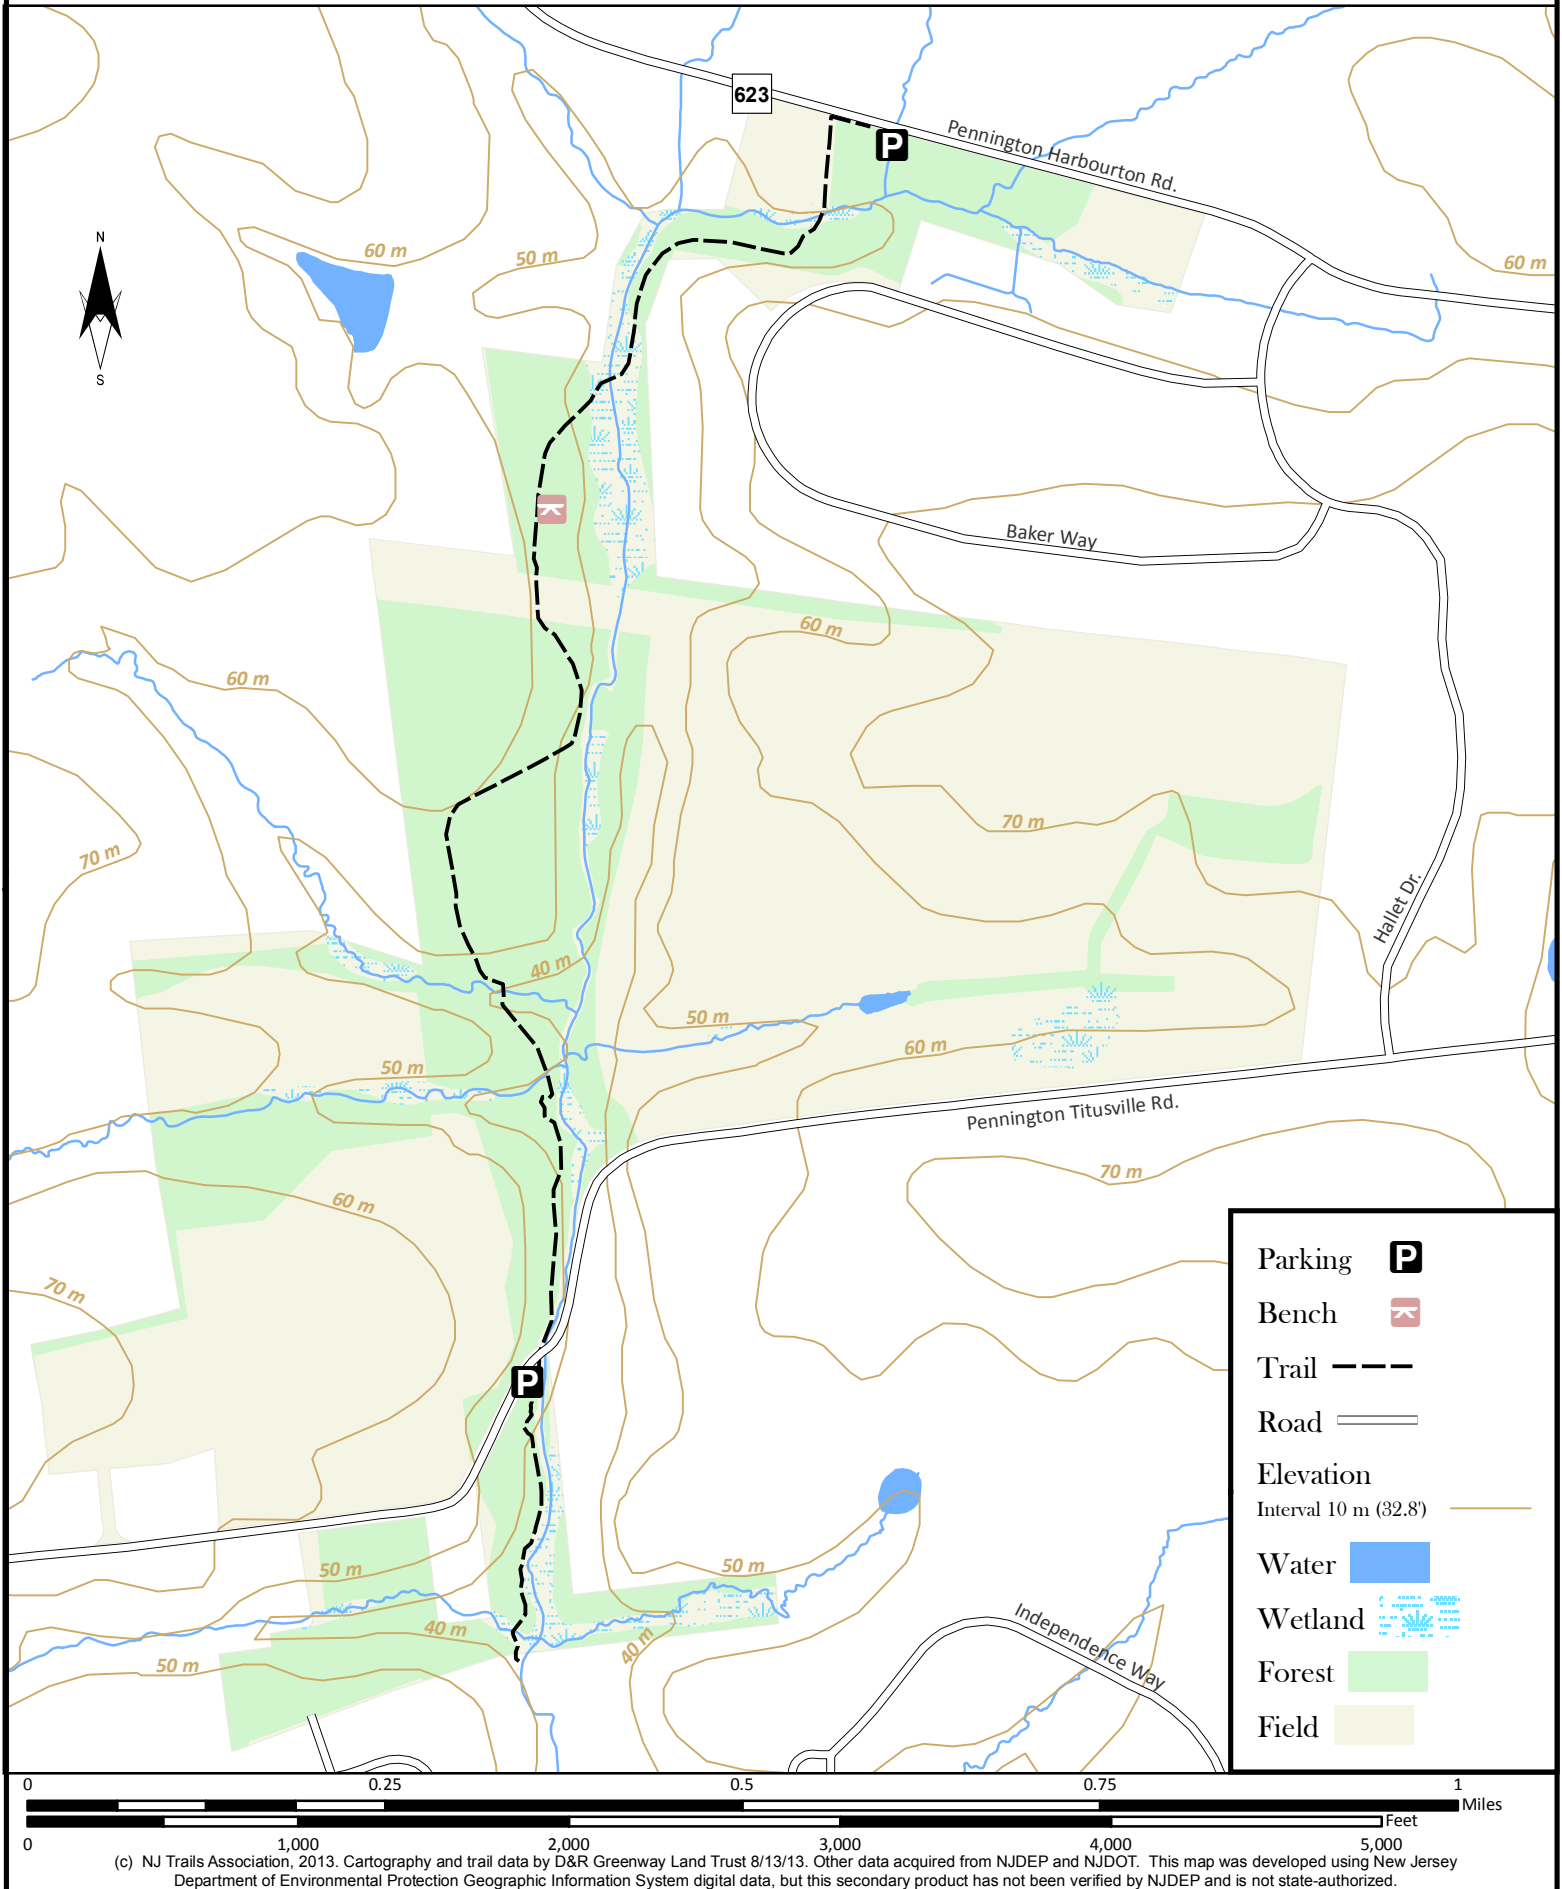 623
P
Pennington Harbourton Rd.
N
60 m
50 m
60 m
S
Baker Way
60 m
60 m
70 m
70 m
Hallet Dr.
40 m
50 m
60 m
50 m
Pennington Titusville Rd.
70 m
60 m
70 m
P
50 m
50 m
40 m
40 m
50 m
Independence Way
Parking P
Bench
Trail
Road
Elevation
Interval 10 m (32.8')
Water
Wetland
Forest
Field
0 0.25 0.5 0.75 1
Miles
Feet
0 1,000 2,000 3,000 4,000 5,000
(c) NJ Trails Association, 2013. Cartography and trail data by D&R Greenway Land Trust 8/13/13. Other data acquired from NJDEP and NJDOT. This map was developed using New Jersey
Department of Environmental Protection Geographic Information System digital data, but this secondary product has not been verified by NJDEP and is not state-authorized.